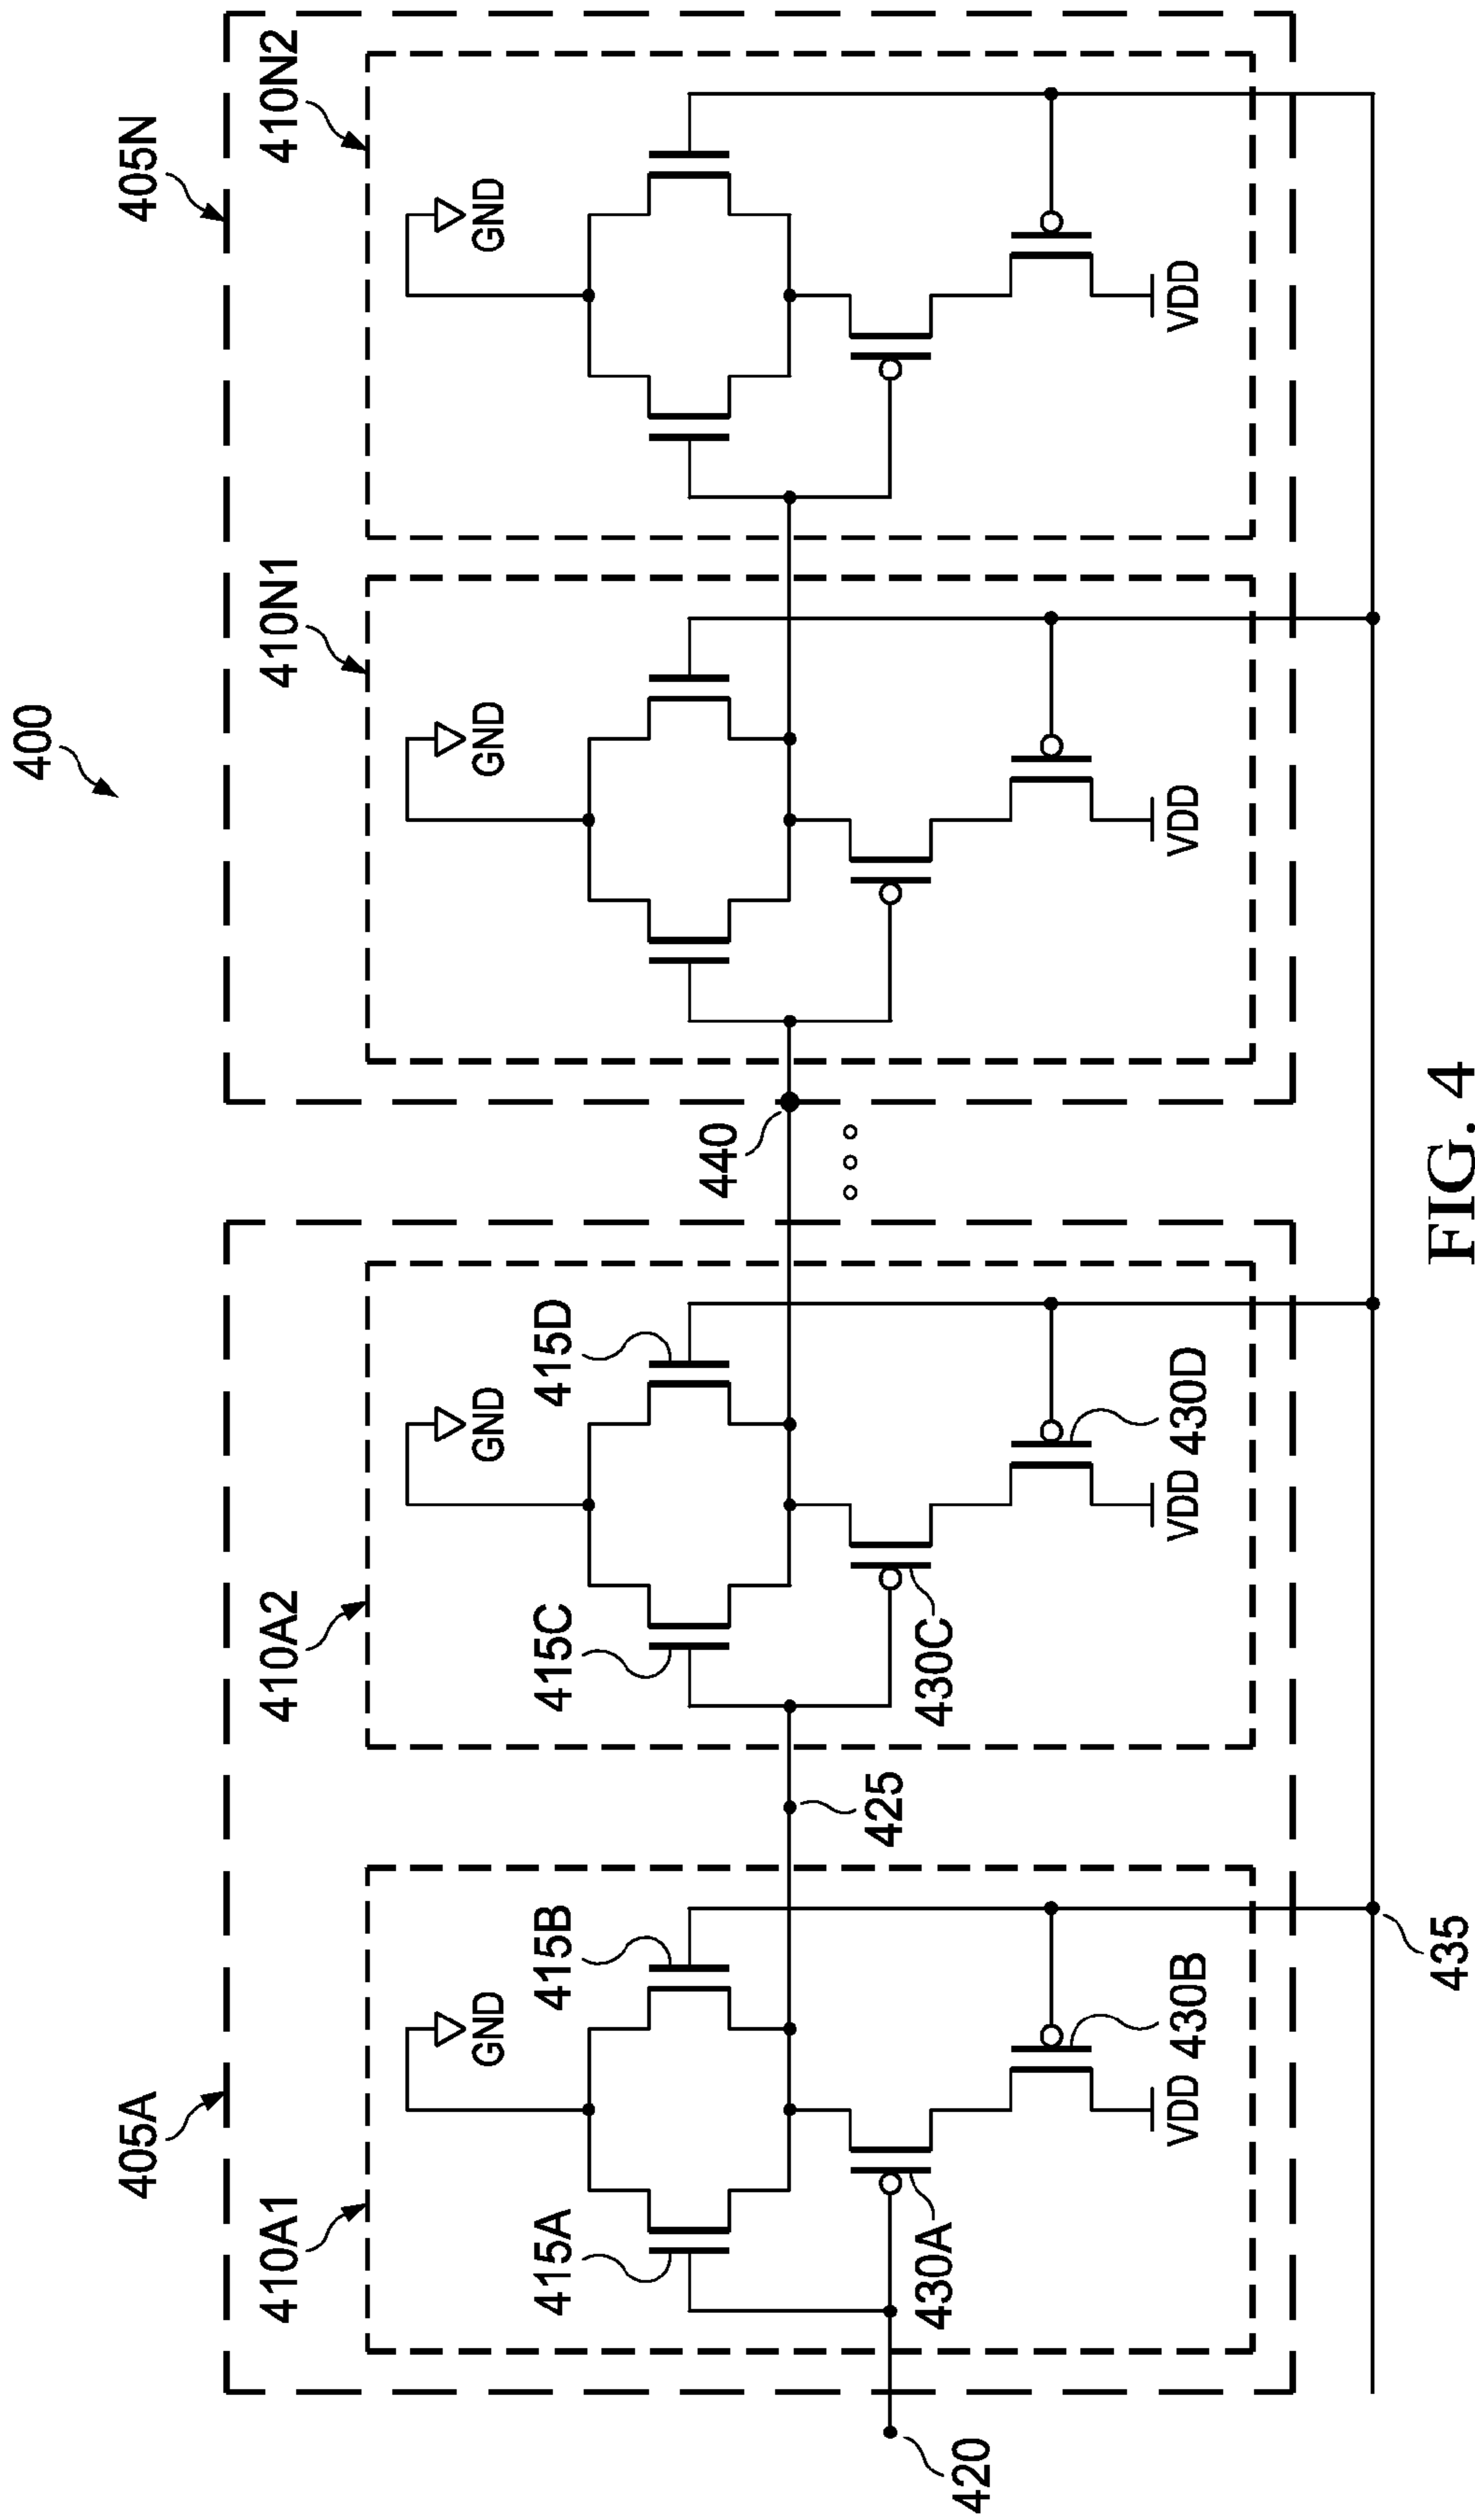 400
405A
405N
410A1
410A2
410N1
410N2
GND
GND
GND
GND
415A
415B
415C
415D
425
440
430A
430C
420
VDD
430B
VDD
430D
VDD
VDD
435
FIG. 4